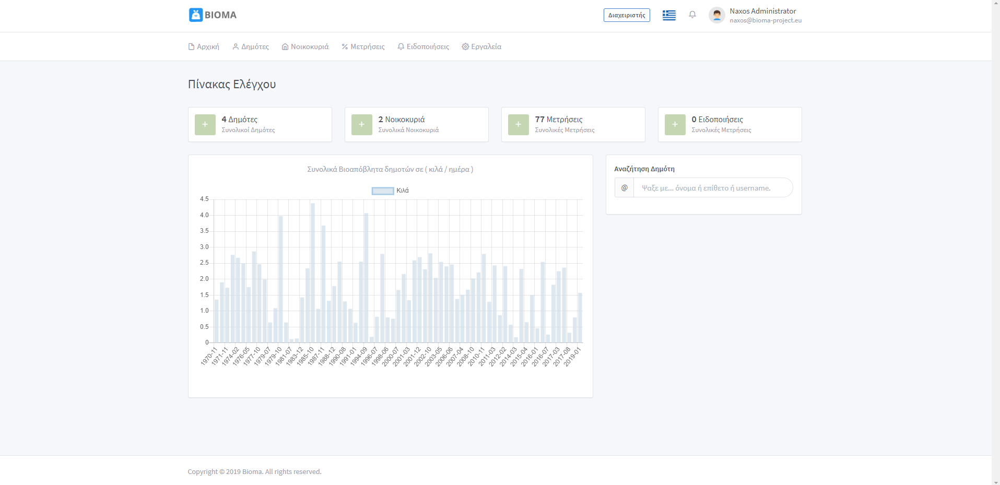 BIOMA
Διαχειριστής
Naxos Administrator
naxos@bioma-project.eu
Αρχική
Δημότες
Νοικοκυριά
Μετρήσεις
Ειδοποιήσεις
Εργαλεία
Πίνακας Ελέγχου
+
4 Δημότες
Συνολικοί Δημότες
+
2 Νοικοκυριά
Συνολικά Νοικοκυριά
+
77 Μετρήσεις
Συνολικές Μετρήσεις
+
0 Ειδοποιήσεις
Συνολικές Μετρήσεις
Συνολικά Βιοαπόβλητα δημοτών σε ( κιλά / ημέρα )
Κιλά
4.5
4.0
3.5
3.0
2.5
2.0
1.5
1.0
0.5
0
1970-11
1971-11
1974-02
1976-05
1977-10
1979-07
1979-10
1981-07
1983-12
1985-10
1987-11
1988-12
1990-08
1991-01
1994-09
1996-07
1998-06
2000-07
2001-03
2001-12
2002-10
2003-05
2006-06
2007-04
2008-10
2010-11
2011-03
2012-02
2014-03
2015-04
2016-01
2016-07
2017-03
2017-08
2019-01
Αναζήτηση Δημότη
@
Ψαξε με... όνομα ή επίθετο ή username.
Copyright © 2019 Bioma. All rights reserved.